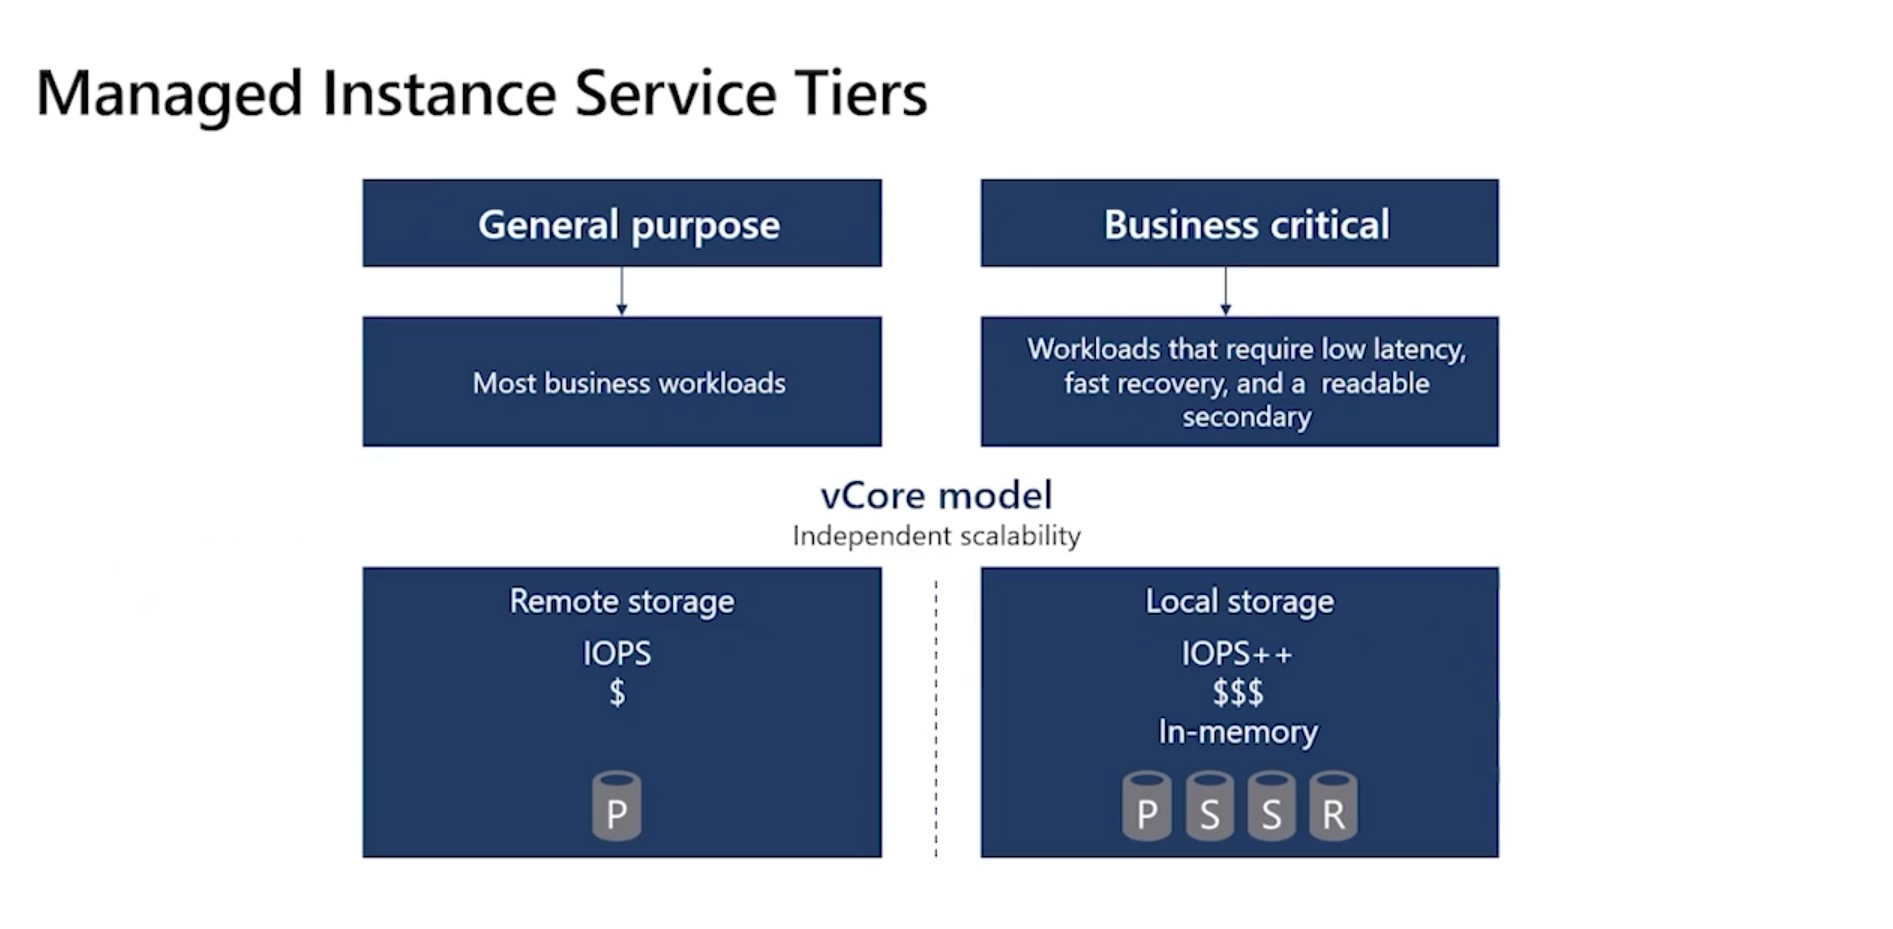 Managed Instance Service Tiers
General purpose
Business critical
Most business workloads
Workloads that require low latency,
fast recovery, and a  readable
secondary
vCore model
Independent scalability
Remote storage
IOPS
$
P
Local storage
IOPS++
$$$
In-memory
P S S R